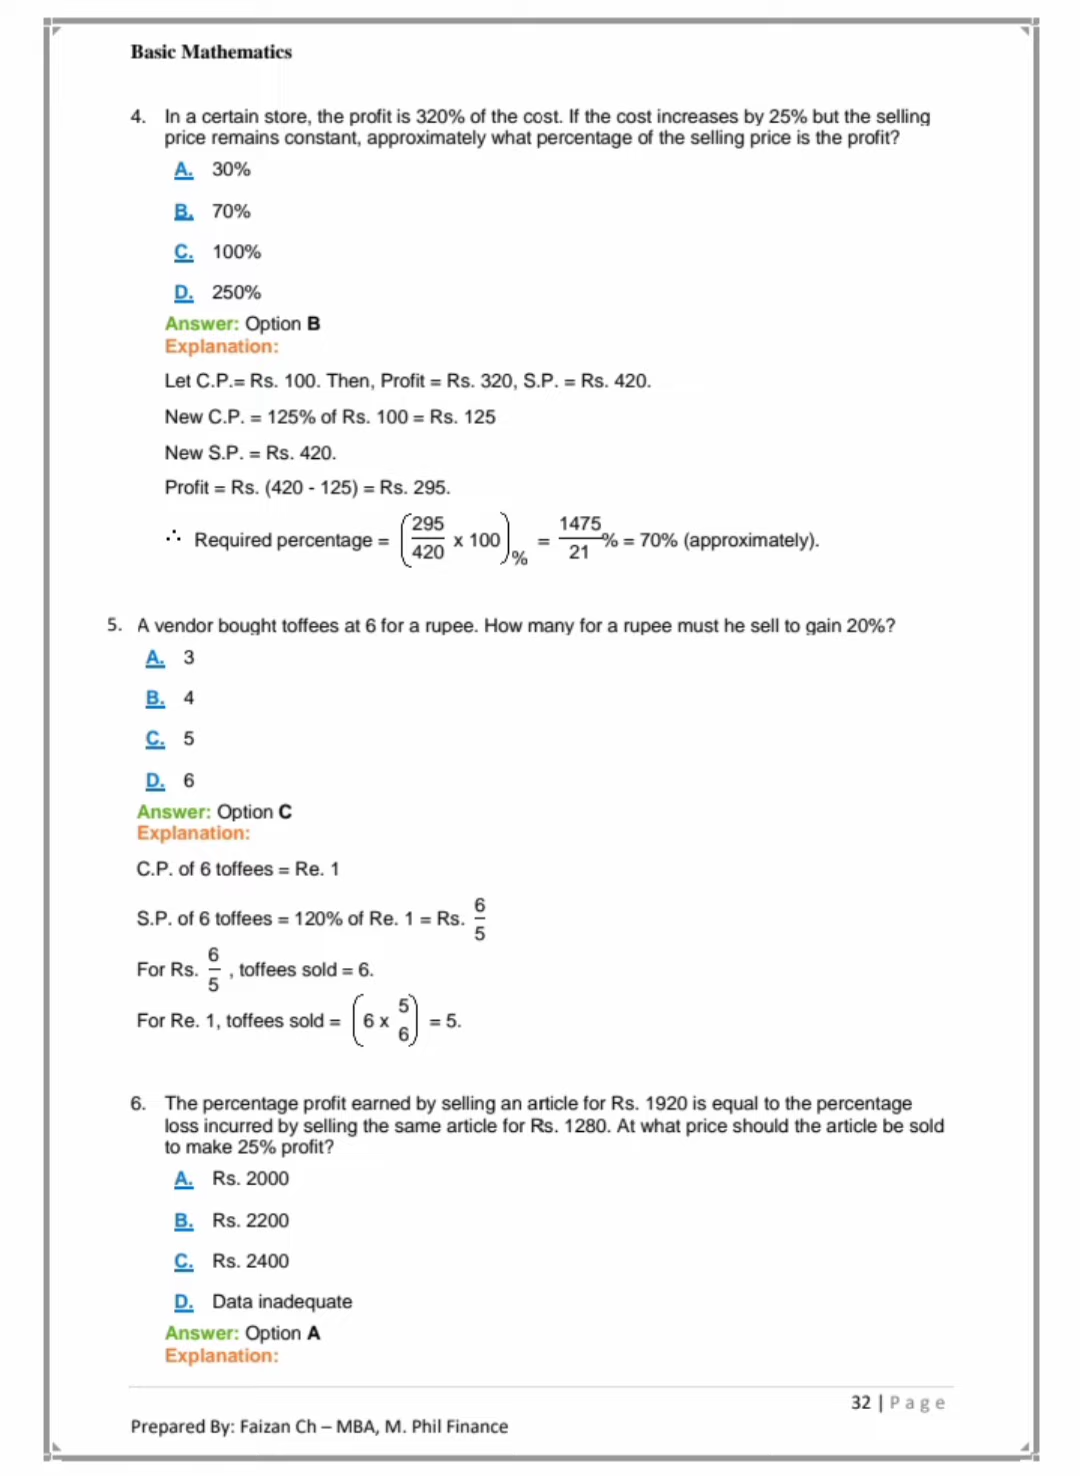 Basic Mathematics
4. In a certain store, the profit is 320% of the cost. If the cost increases by 25% but the selling
price remains constant, approximately what percentage of the selling price is the profit?
A. 30%
B. 70%
C. 100%
D. 250%
Answer: Option B
Explanation:
Let C.P.= Rs. 100. Then, Profit = Rs. 320, S.P. = Rs. 420.
New C.P. = 125% of Rs. 100 = Rs. 125
New S.P. = Rs. 420.
Profit = Rs. (420 - 125) = Rs. 295.
∴ Required percentage = (295/420 x 100)% = 1475/21 % = 70% (approximately).
5. A vendor bought toffees at 6 for a rupee. How many for a rupee must he sell to gain 20%?
A. 3
B. 4
C. 5
D. 6
Answer: Option C
Explanation:
C.P. of 6 toffees = Re. 1
S.P. of 6 toffees = 120% of Re. 1 = Rs. 6/5
For Rs. 6/5 , toffees sold = 6.
For Re. 1, toffees sold = (6 x 5/6) = 5.
6. The percentage profit earned by selling an article for Rs. 1920 is equal to the percentage
loss incurred by selling the same article for Rs. 1280. At what price should the article be sold
to make 25% profit?
A. Rs. 2000
B. Rs. 2200
C. Rs. 2400
D. Data inadequate
Answer: Option A
Explanation:
32 | Page
Prepared By: Faizan Ch – MBA, M. Phil Finance